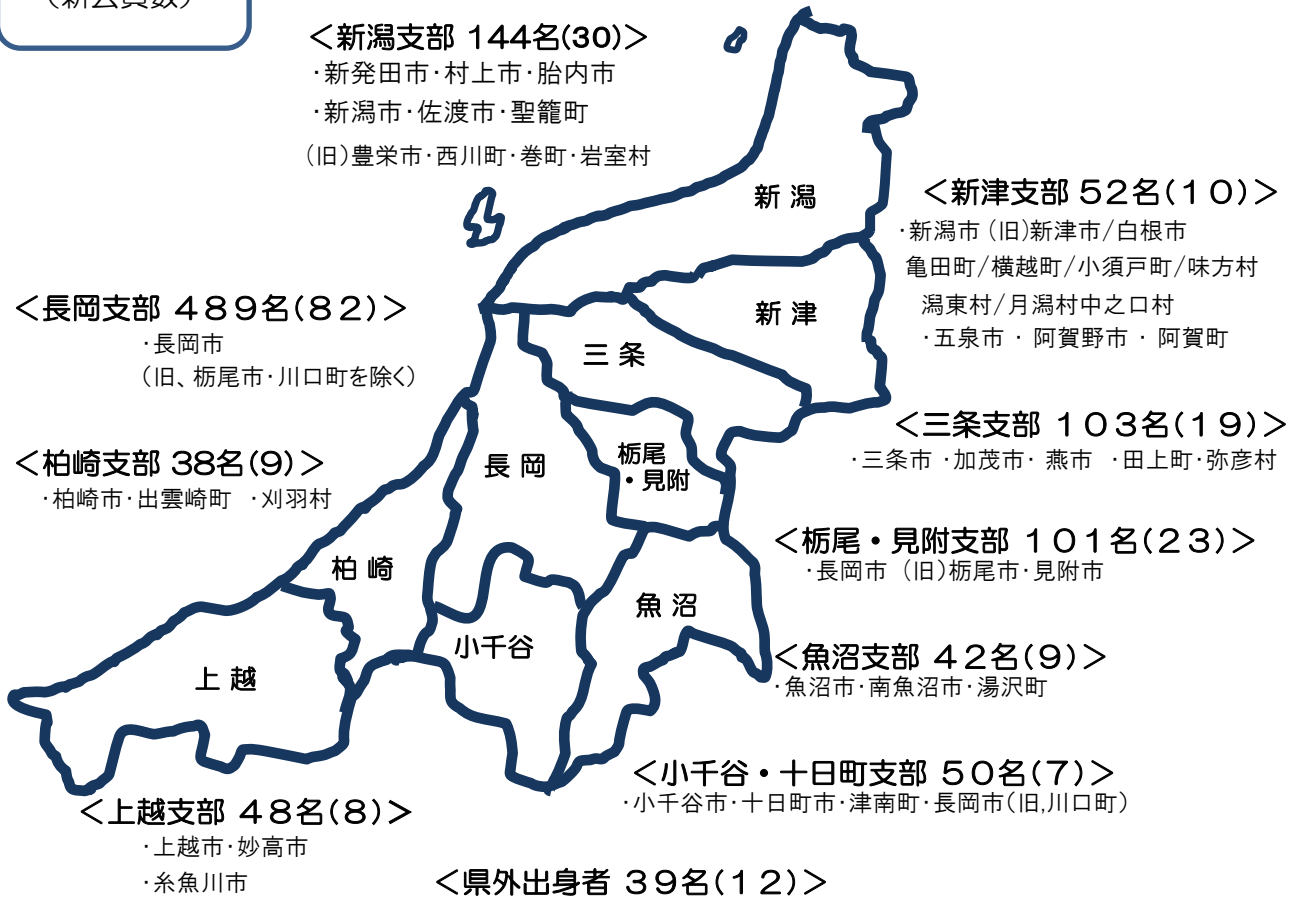 （新会員数）
＜新潟支部 144名(30)＞
・新発田市・村上市・胎内市
・新潟市・佐渡市・聖籠町
（旧）豊栄市・西川町・巻町・岩室村
新 潟
＜新津支部 52名(10)＞
・新潟市 (旧)新津市/白根市
亀田町/横越町/小須戸町/味方村
潟東村/月潟村中之口村
・五泉市 ・ 阿賀野市 ・ 阿賀町
新 津
＜長岡支部 489名(82)＞
・長岡市
（旧、栃尾市・川口町を除く）
三 条
＜三条支部 103名(19)＞
・三条市 ・加茂市・ 燕市 ・田上町・弥彦村
＜柏崎支部 38名(9)＞
・柏崎市・出雲崎町 ・刈羽村
長 岡
栃尾
・見附
＜栃尾・見附支部 101名(23)＞
・長岡市 （旧）栃尾市・見附市
柏 崎
魚 沼
小千谷
＜魚沼支部 42名(9)＞
・魚沼市・南魚沼市・湯沢町
上 越
＜小千谷・十日町支部 50名(7)＞
・小千谷市・十日町市・津南町・長岡市（旧,川口町）
＜上越支部 48名(8)＞
・上越市・妙高市
・糸魚川市
＜県外出身者 39名(12)＞